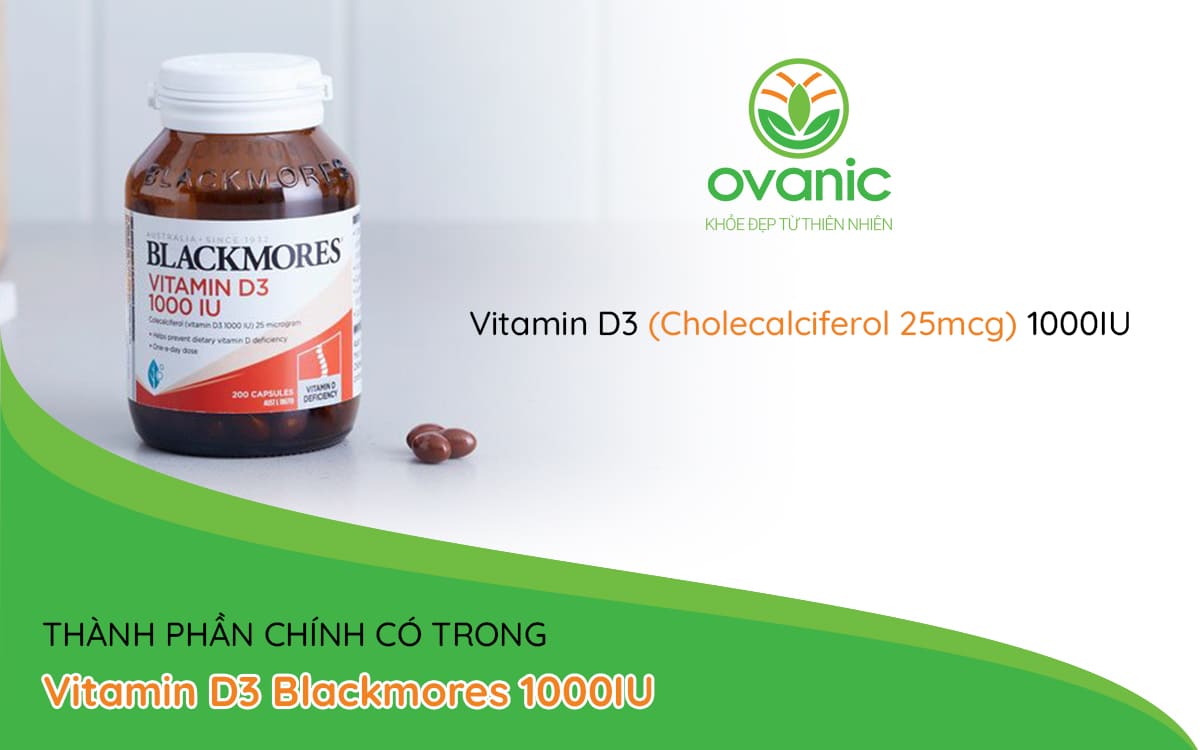 BLACKMORES
AUSTRALIA • SINCE 1932
BLACKMORES
VITAMIN D3
1000 IU
Colecalciferol (vitamin D3 1000 IU) 25 microgram
• Helps prevent dietary vitamin D deficiency
• One-a-day dose
200 CAPSULES
VITAMIN D
DEFICIENCY
ovanic
KHỎE ĐẸP TỪ THIÊN NHIÊN
Vitamin D3 (Cholecalciferol 25mcg) 1000IU
THÀNH PHẦN CHÍNH CÓ TRONG
Vitamin D3 Blackmores 1000IU